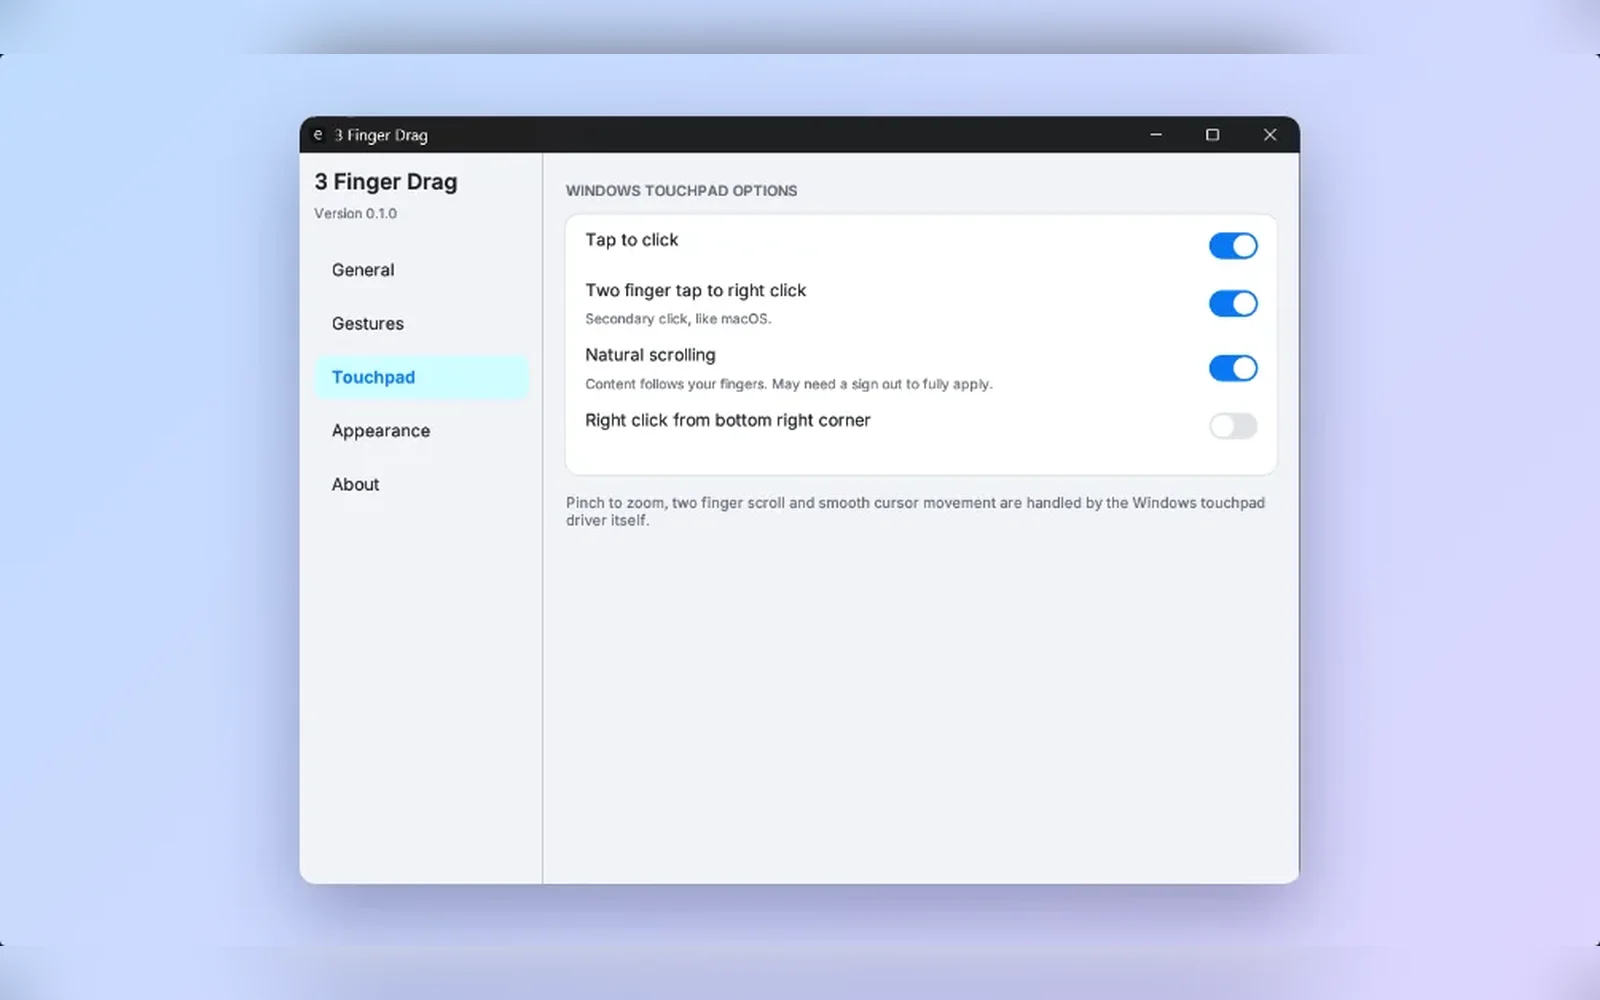 3 Finger Drag
3 Finger Drag
Version 0.1.0
General
Gestures
Touchpad
Appearance
About
WINDOWS TOUCHPAD OPTIONS
Tap to click
Two finger tap to right click
Secondary click, like macOS.
Natural scrolling
Content follows your fingers. May need a sign out to fully apply.
Right click from bottom right corner
Pinch to zoom, two finger scroll and smooth cursor movement are handled by the Windows touchpad
driver itself.